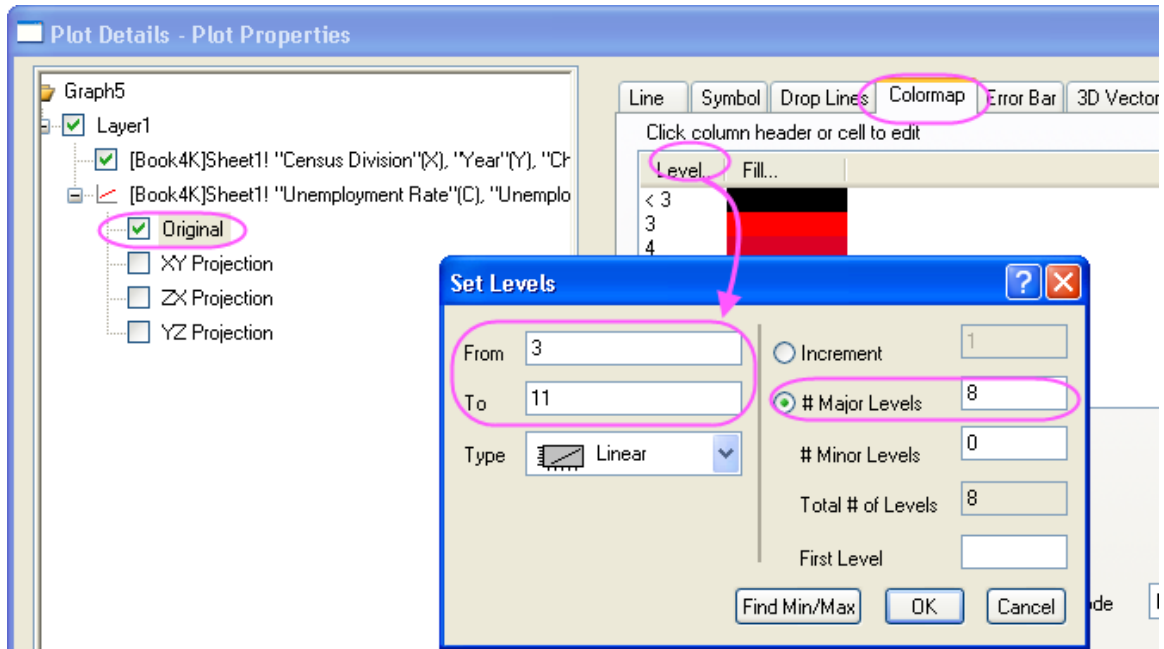 Plot Details - Plot Properties
Graph5
Layer1
[Book4K]Sheet1! "Census Division"(X), "Year"(Y), "Ch
[Book4K]Sheet1! "Unemployment Rate"(C), "Unemplo
Original
XY Projection
ZX Projection
YZ Projection
Line Symbol Drop Lines Colormap Error Bar 3D Vector
Click column header or cell to edit
Level... Fill...
< 3
3
4
Set Levels
From 3
To 11
Type Linear
Increment 1
# Major Levels 8
# Minor Levels 0
Total # of Levels 8
First Level
Find Min/Max OK Cancel